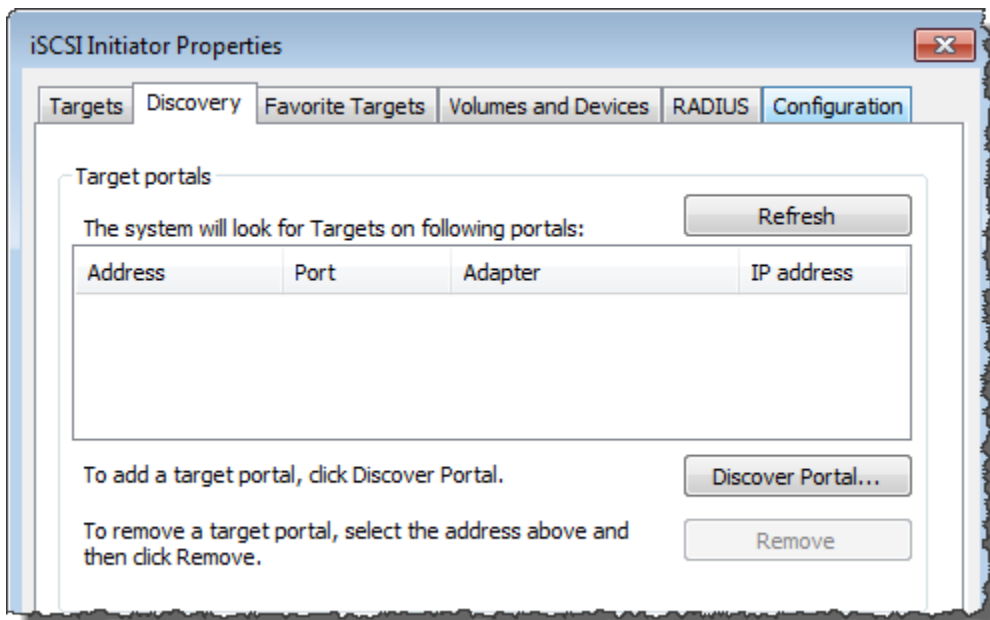 iSCSI Initiator Properties
Targets Discovery Favorite Targets Volumes and Devices RADIUS Configuration
Target portals
The system will look for Targets on following portals:
Refresh
Address Port Adapter IP address
To add a target portal, click Discover Portal.
Discover Portal...
To remove a target portal, select the address above and
then click Remove.
Remove